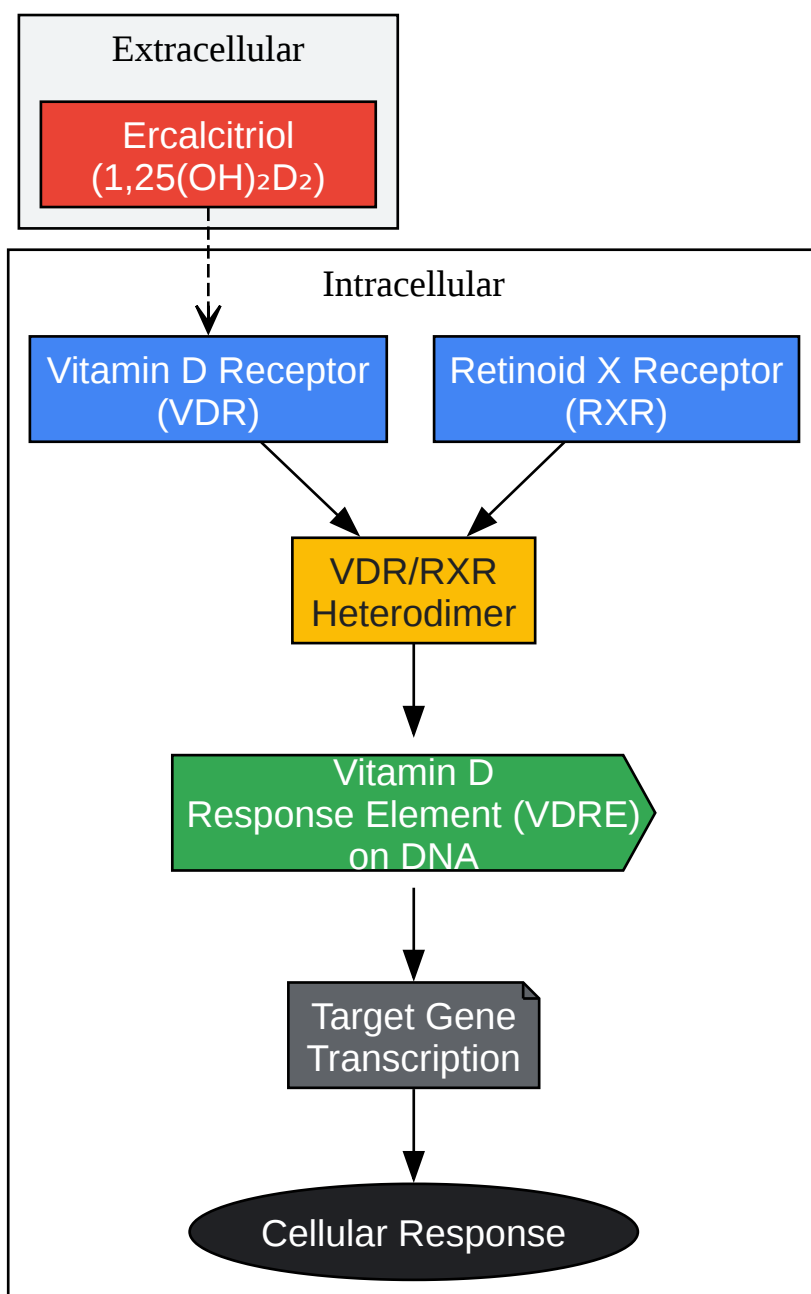 Extracellular
Ercalcitriol
(1,25(OH)₂D₂)
Intracellular
Vitamin D Receptor
(VDR)
Retinoid X Receptor
(RXR)
VDR/RXR
Heterodimer
Vitamin D
Response Element (VDRE)
on DNA
Target Gene
Transcription
Cellular Response